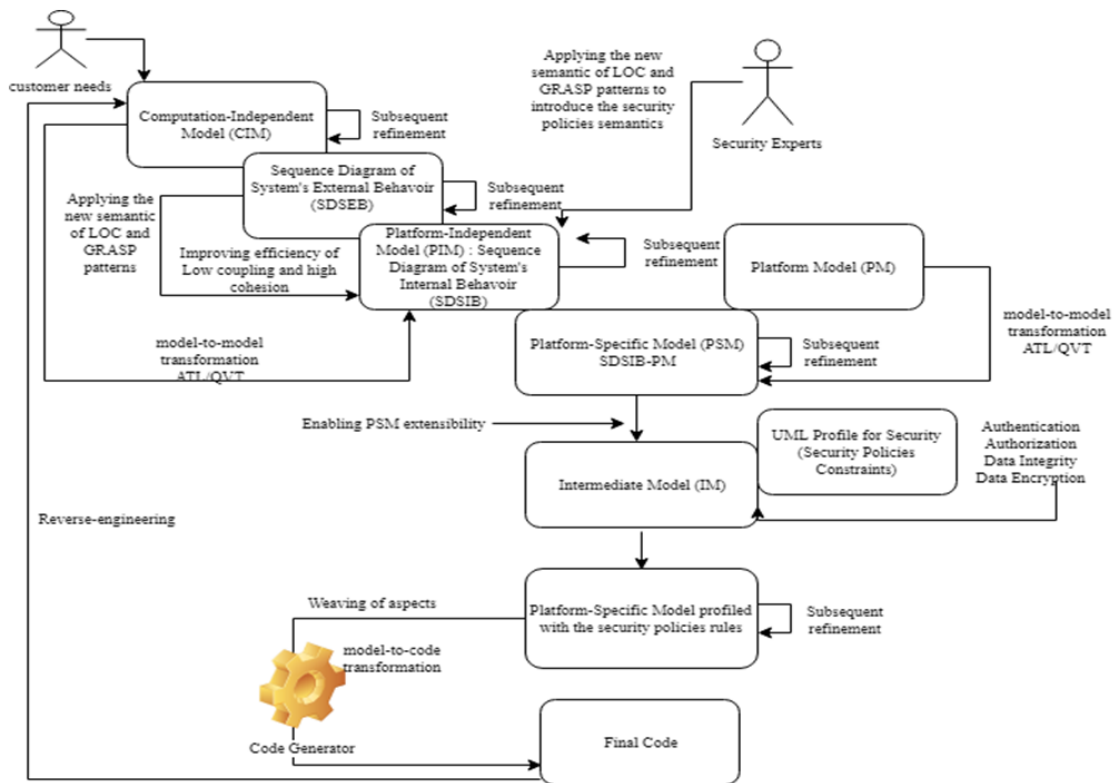 customer needs
Computation-Independent
Model (CIM)
Subsequent
refinement
Applying the new
semantic of LOC and
GRASP patterns to
introduce the security
policies semantics
Security Experts
Sequence Diagram of
System's External Behavoir
(SDSEB)
Subsequent
refinement
Applying the
new semantic
of LOC and
GRASP
patterns
Improving efficiency of
Low coupling and high
cohesion
Platform-Independent
Model (PIM) : Sequence
Diagram of System's
Internal Behavoir
(SDSIB)
Subsequent
refinement
Platform Model (PM)
model-to-model
transformation
ATL/QVT
model-to-model
transformation
ATL/QVT
Platform-Specific Model (PSM)
SDSIB-PM
Subsequent
refinement
Enabling PSM extensibility
UML Profile for Security
(Security Policies
Constraints)
Authentication
Authorization
Data Integrity
Data Encryption
Intermediate Model (IM)
Reverse-engineering
Weaving of aspects
Platform-Specific Model profiled
with the security policies rules
Subsequent
refinement
model-to-code
transformation
Code Generator
Final Code